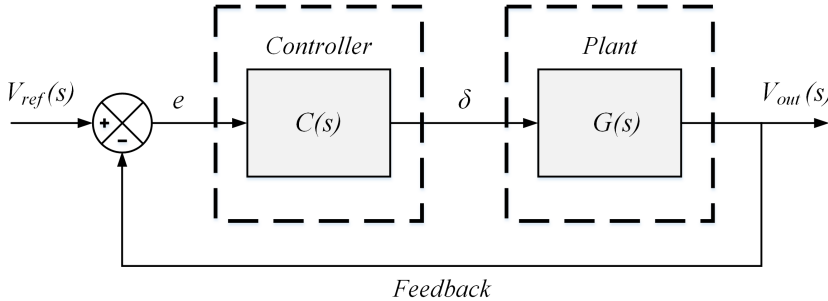 Controller
Plant
V_ref(s)
e
C(s)
δ
G(s)
V_out(s)
+
-
Feedback